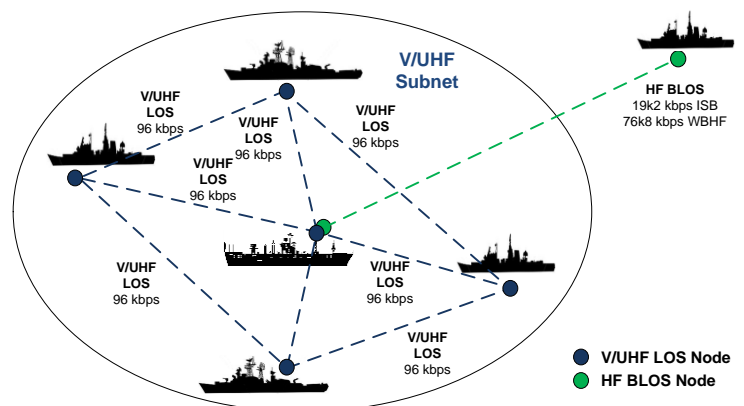 V/UHF
Subnet
HF BLOS
19k2 kbps ISB
76k8 kbps WBHF
V/UHF
LOS
96 kbps
V/UHF
LOS
96 kbps
V/UHF
LOS
96 kbps
V/UHF
LOS
96 kbps
V/UHF
LOS
96 kbps
V/UHF
LOS
96 kbps
V/UHF
LOS
96 kbps
V/UHF LOS Node
HF BLOS Node